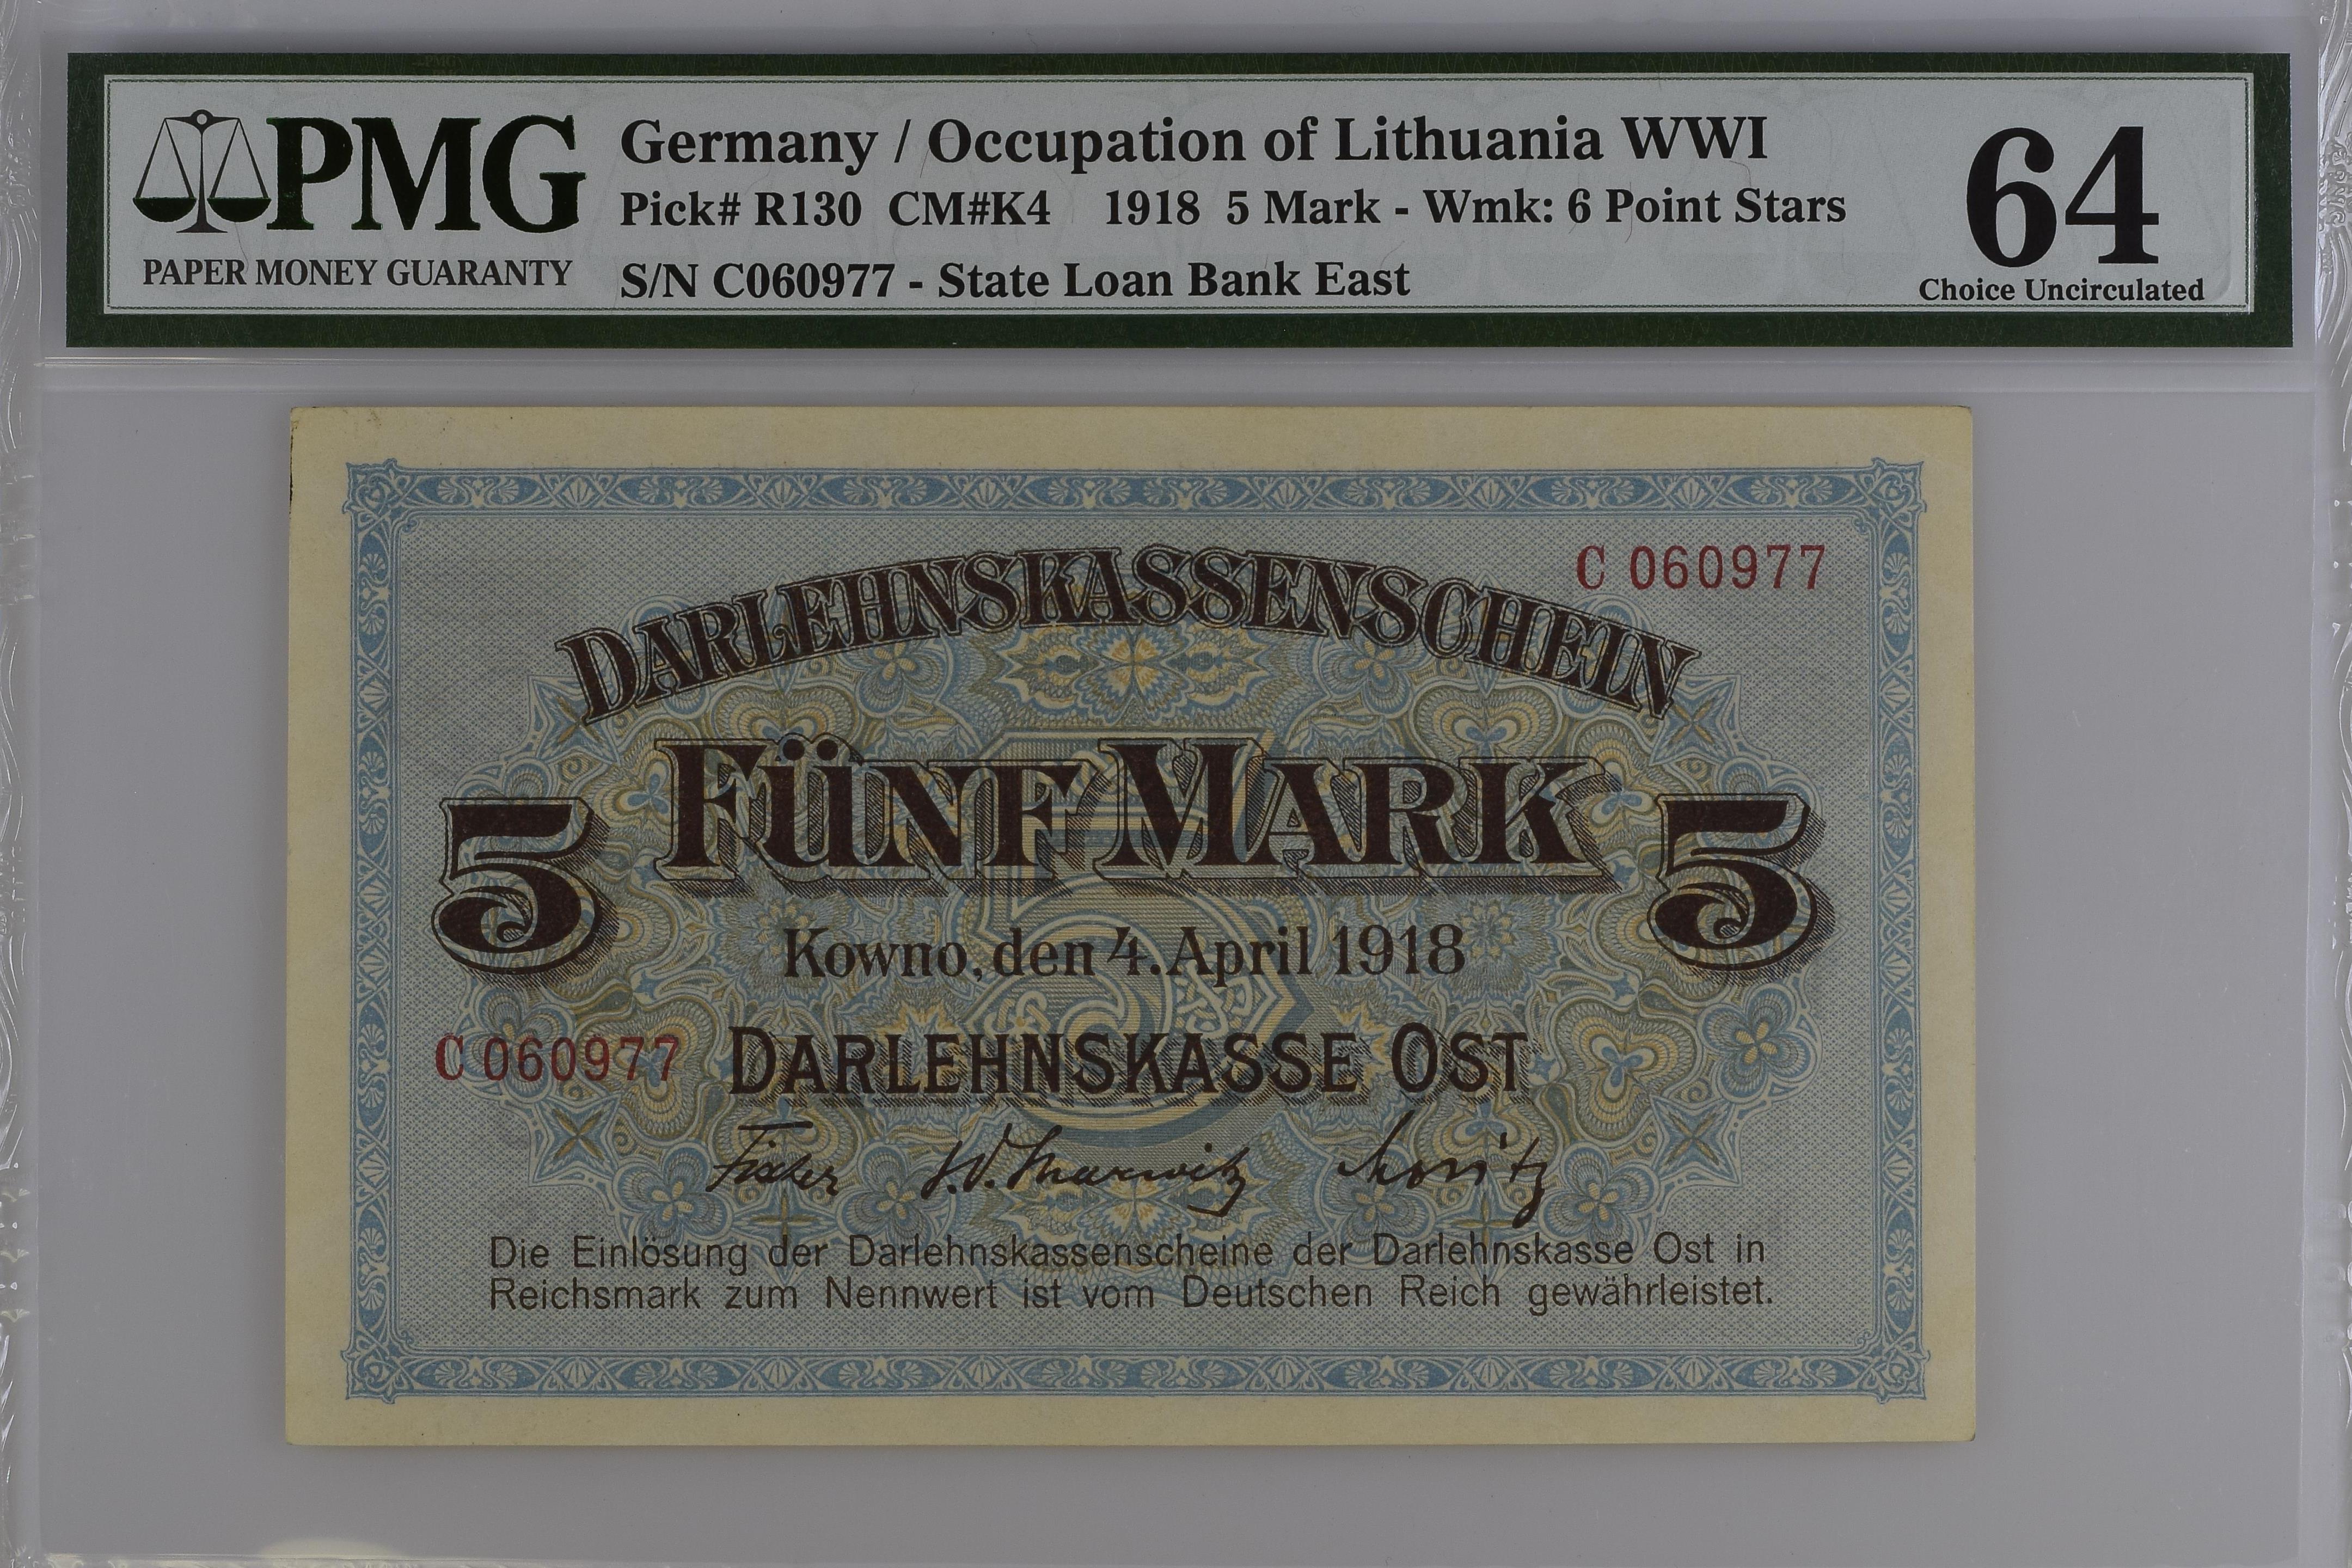 PMG
PAPER MONEY GUARANTY
Germany / Occupation of Lithuania WWI
Pick# R130 CM#K4 1918 5 Mark - Wmk: 6 Point Stars
S/N C060977 - State Loan Bank East
64
Choice Uncirculated
C 060977
DARLEHNSKASSENSCHEIN
5 FÜNF MARK 5
Kowno, den 4. April 1918
C 060977
DARLEHNSKASSE OST
Fischer
Die Einlösung der Darlehnskassenscheine der Darlehnskasse Ost in
Reichsmark zum Nennwert ist vom Deutschen Reich gewährleistet.